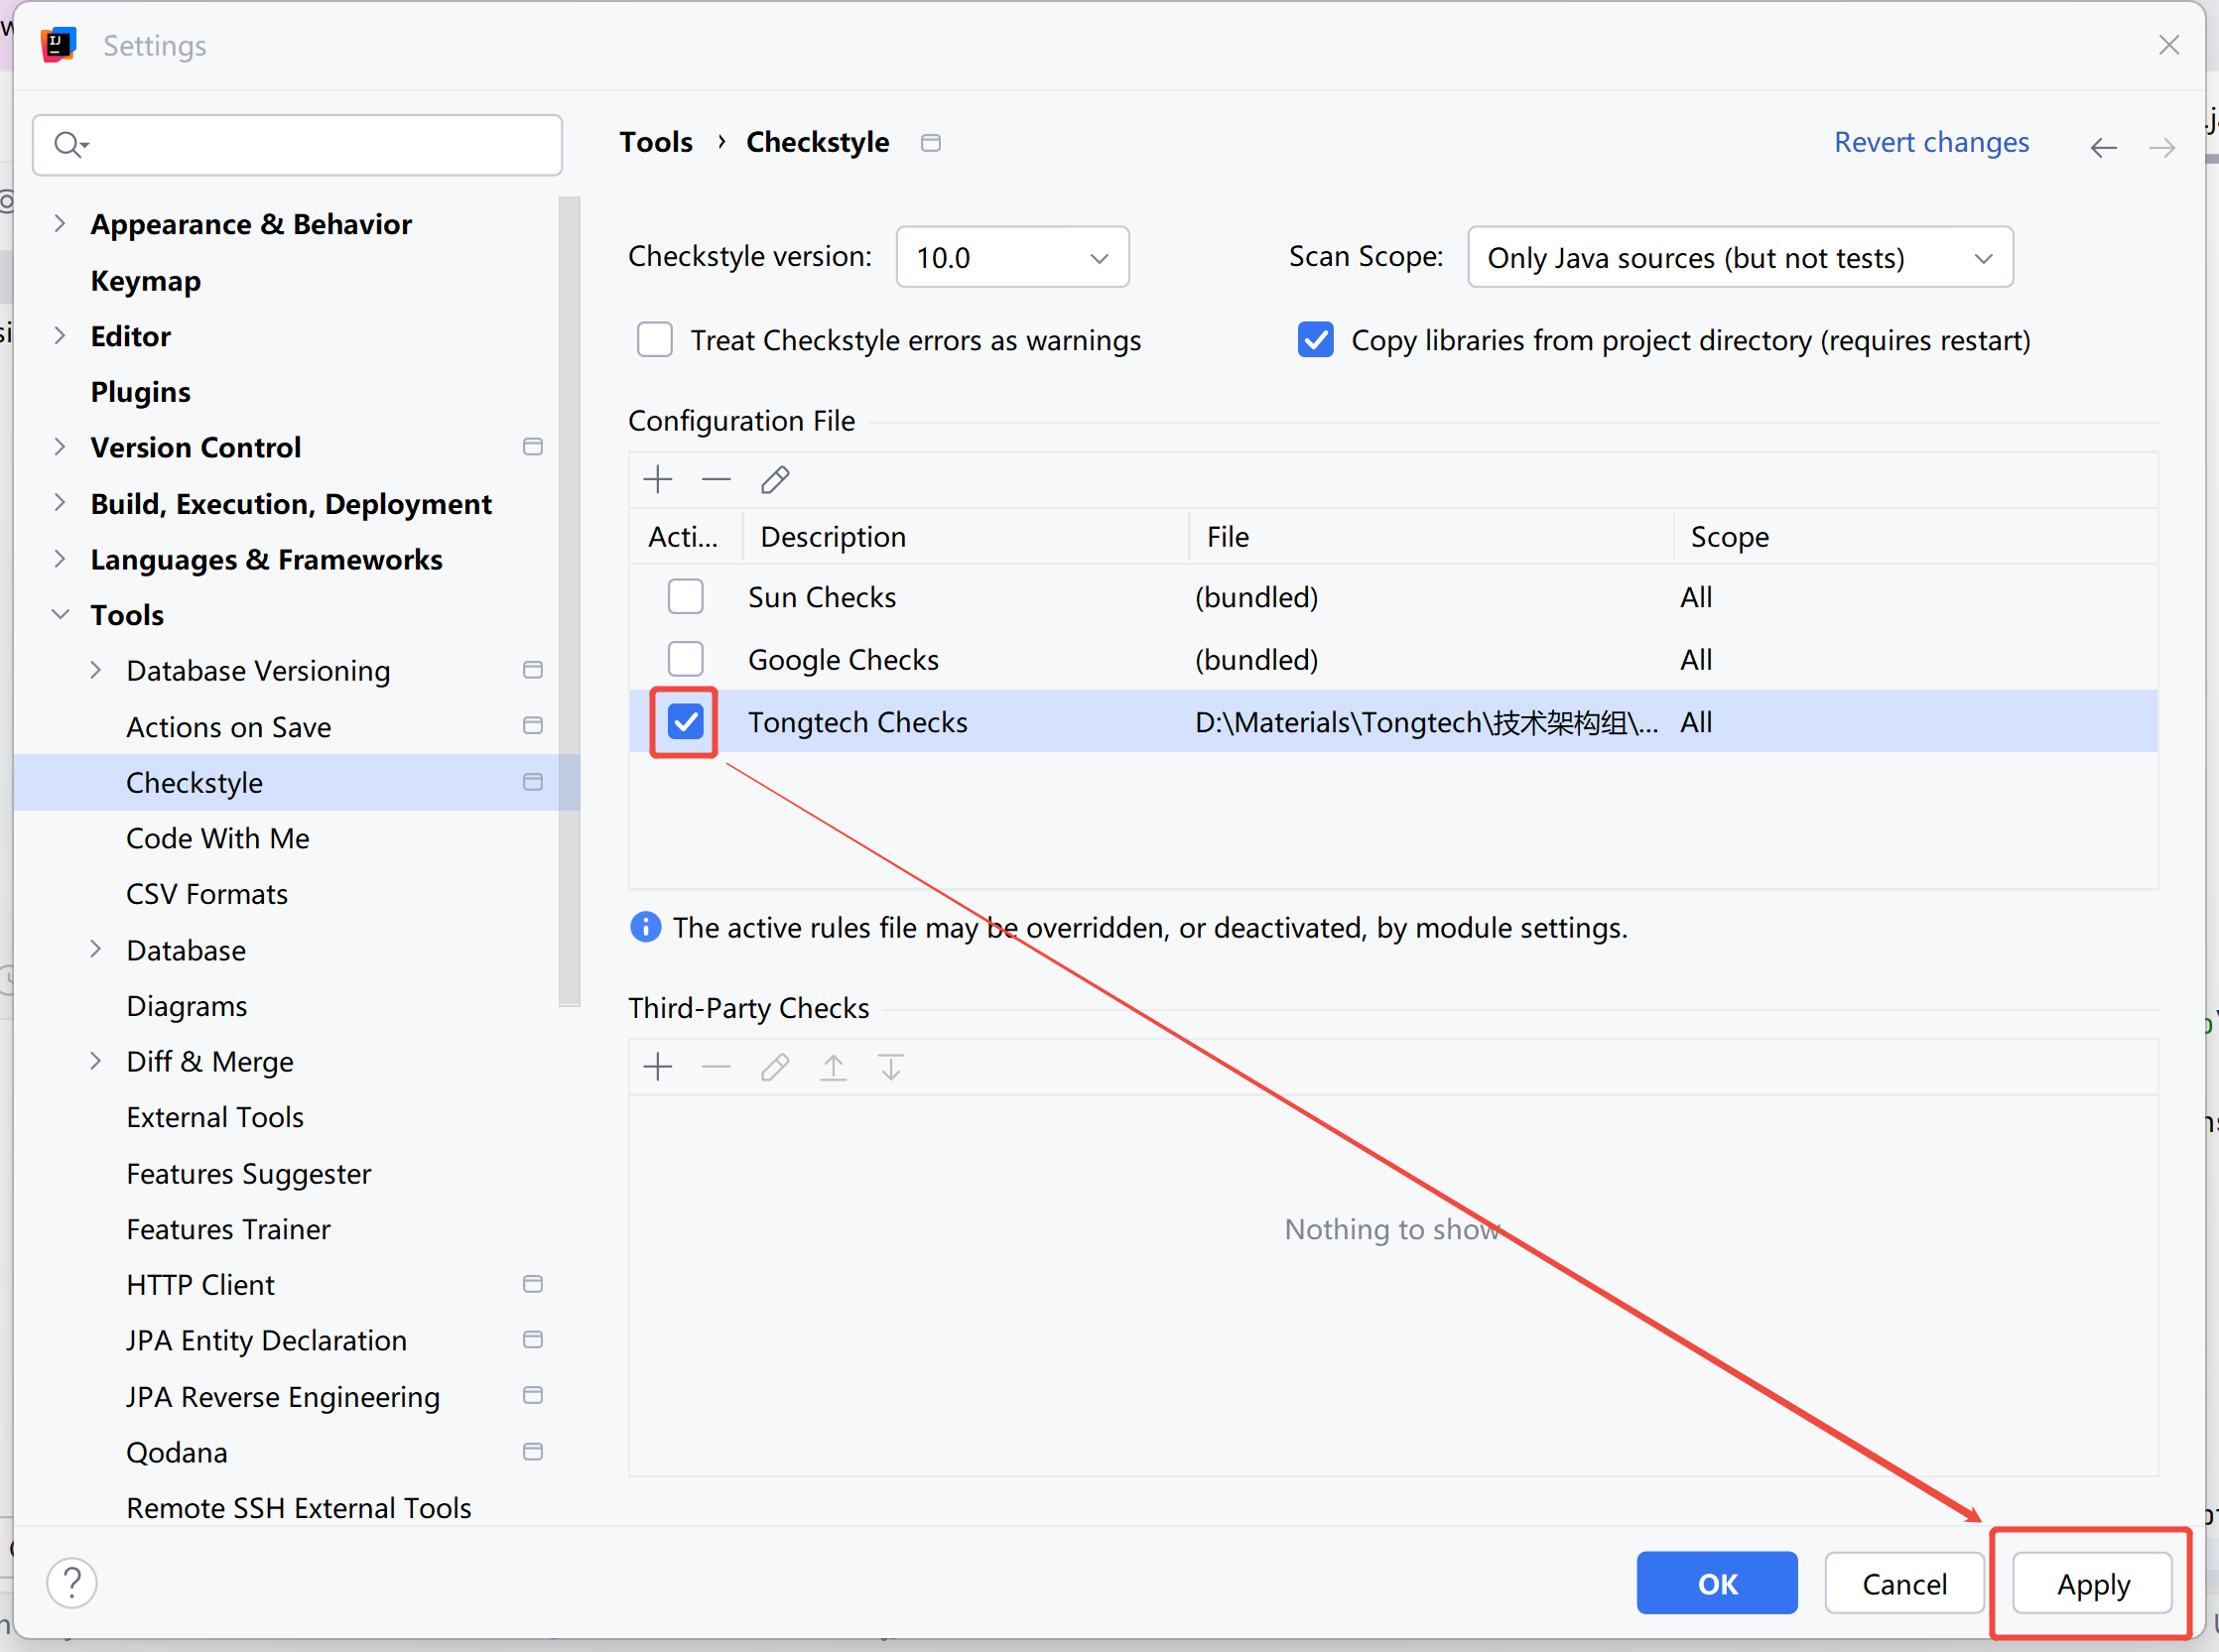 Settings
Tools › Checkstyle
Revert changes
Appearance & Behavior
Keymap
Editor
Plugins
Version Control
Build, Execution, Deployment
Languages & Frameworks
Tools
Database Versioning
Actions on Save
Checkstyle
Code With Me
CSV Formats
Database
Diagrams
Diff & Merge
External Tools
Features Suggester
Features Trainer
HTTP Client
JPA Entity Declaration
JPA Reverse Engineering
Qodana
Remote SSH External Tools
Checkstyle version: 10.0
Scan Scope: Only Java sources (but not tests)
Treat Checkstyle errors as warnings
Copy libraries from project directory (requires restart)
Configuration File
Acti... Description File Scope
Sun Checks (bundled) All
Google Checks (bundled) All
Tongtech Checks D:\Materials\Tongtech\技术架构组\... All
The active rules file may be overridden, or deactivated, by module settings.
Third-Party Checks
Nothing to show
?
OK
Cancel
Apply